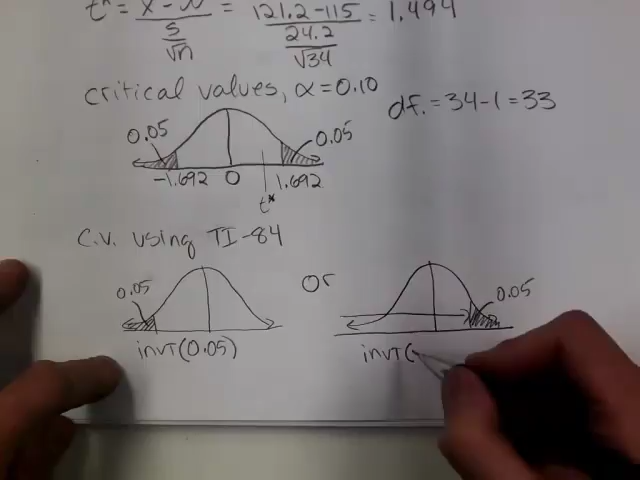 t* = x̄ - μ / s/√n = 121.2 - 115 / 24.2/√34 = 1.494
critical values, α = 0.10
df. = 34 - 1 = 33
0.05 0.05
-1.692 0 1.692
t*
C.V. using TI-84
0.05 or 0.05
invT(0.05) invT(